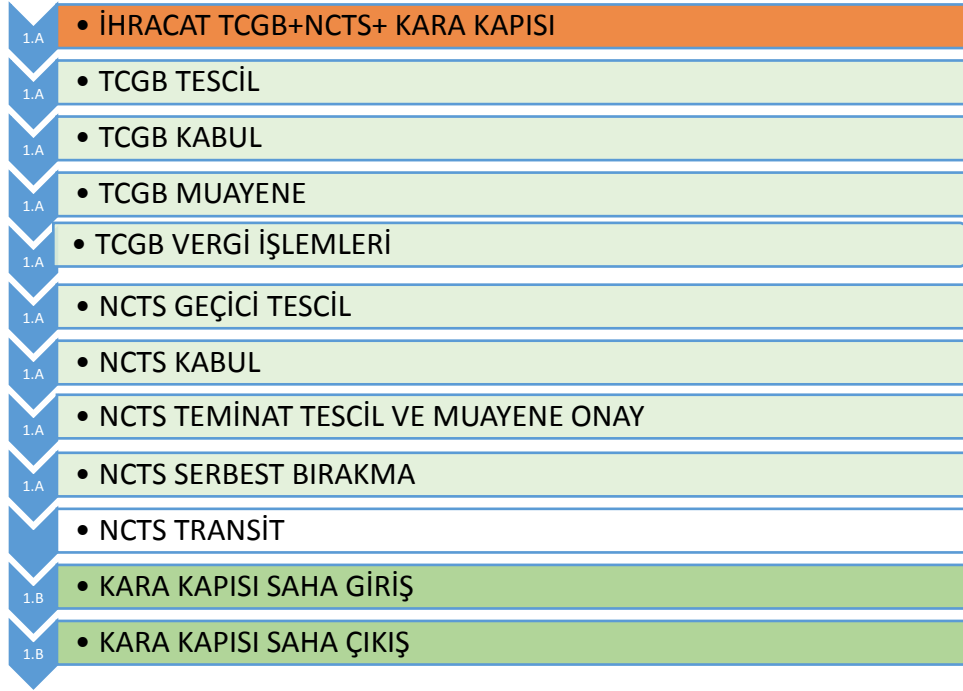 1.A • İHRACAT TCGB+NCTS+ KARA KAPISI
1.A • TCGB TESCİL
1.A • TCGB KABUL
1.A • TCGB MUAYENE
1.A • TCGB VERGİ İŞLEMLERİ
1.A • NCTS GEÇİCİ TESCİL
1.A • NCTS KABUL
1.A • NCTS TEMİNAT TESCİL VE MUAYENE ONAY
1.A • NCTS SERBEST BIRAKMA
• NCTS TRANSİT
1.B • KARA KAPISI SAHA GİRİŞ
1.B • KARA KAPISI SAHA ÇIKIŞ